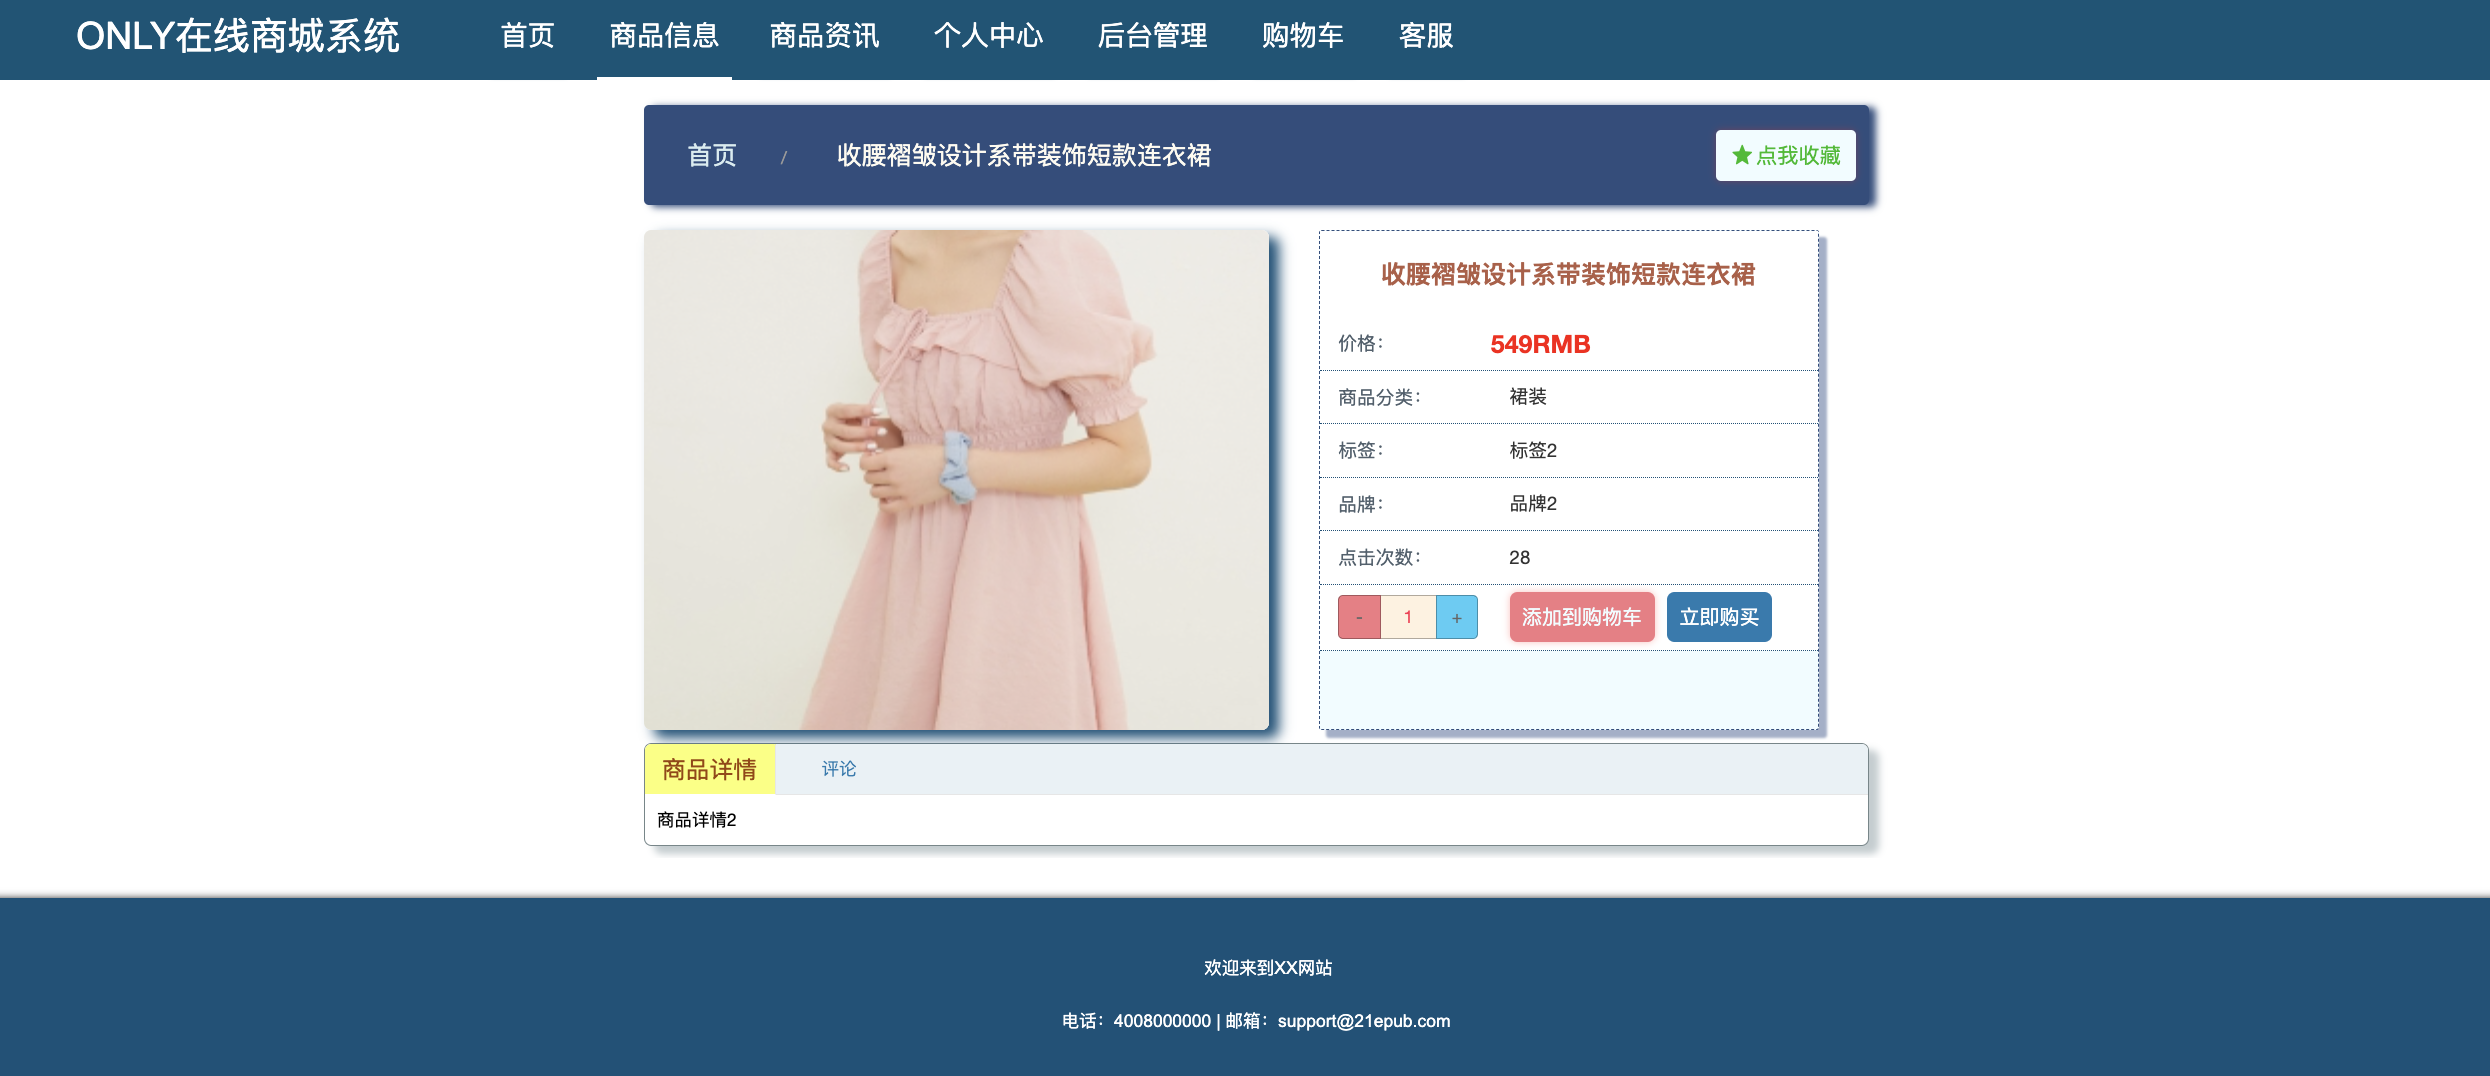 ONLY在线商城系统 首页 商品信息 商品资讯 个人中心 后台管理 购物车 客服
首页 / 收腰褶皱设计系带装饰短款连衣裙 ★点我收藏
收腰褶皱设计系带装饰短款连衣裙
价格： 549RMB
商品分类： 裙装
标签： 标签2
品牌： 品牌2
点击次数： 28
- 1 + 添加到购物车 立即购买
商品详情 评论
商品详情2
欢迎来到XX网站
电话：4008000000 | 邮箱：support@21epub.com